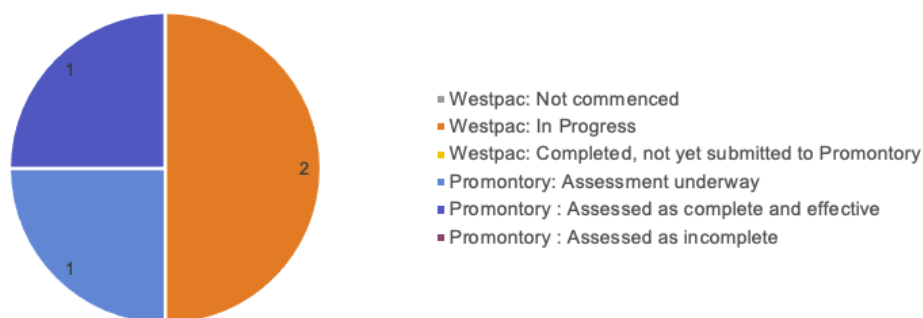 1
2
1
Westpac: Not commenced
Westpac: In Progress
Westpac: Completed, not yet submitted to Promontory
Promontory: Assessment underway
Promontory : Assessed as complete and effective
Promontory : Assessed as incomplete